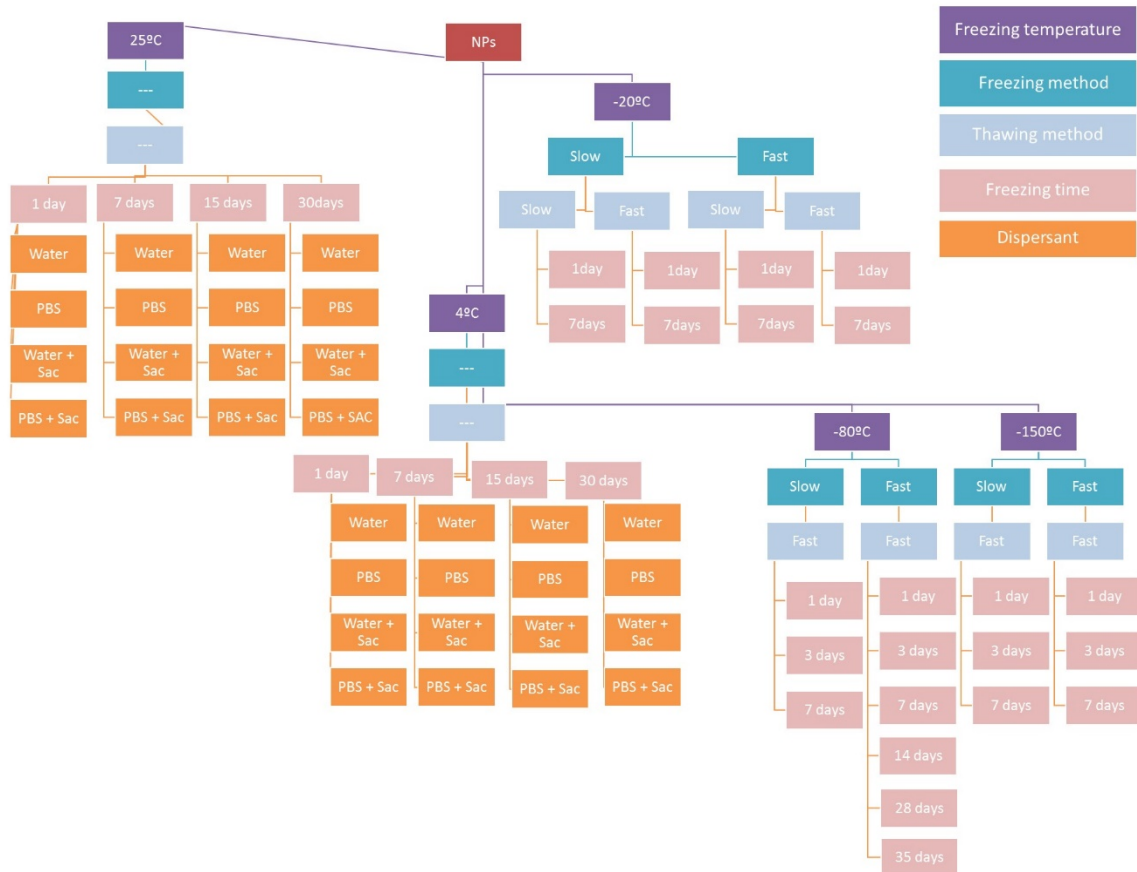 25ºC
NPs
Freezing temperature
---
Freezing method
-20ºC
---
Thawing method
Slow
Fast
1 day
7 days
15 days
30days
Freezing time
Slow
Fast
Slow
Fast
Water
Water
Water
Water
Dispersant
1day
1day
1day
1day
PBS
PBS
PBS
PBS
4ºC
7days
7days
7days
7days
Water +
Sac
Water +
Sac
Water +
Sac
Water +
Sac
---
PBS + Sac
PBS + Sac
PBS + Sac
PBS + SAC
---
-80ºC
-150ºC
1 day
7 days
15 days
30 days
Slow
Fast
Slow
Fast
Water
Water
Water
Water
Fast
Fast
Fast
Fast
PBS
PBS
PBS
PBS
1 day
1 day
1 day
1 day
Water +
Sac
Water +
Sac
Water +
Sac
Water +
Sac
3 days
3 days
3 days
3 days
PBS + Sac
PBS + Sac
PBS + Sac
PBS + Sac
7 days
7 days
7 days
7 days
14 days
28 days
35 days